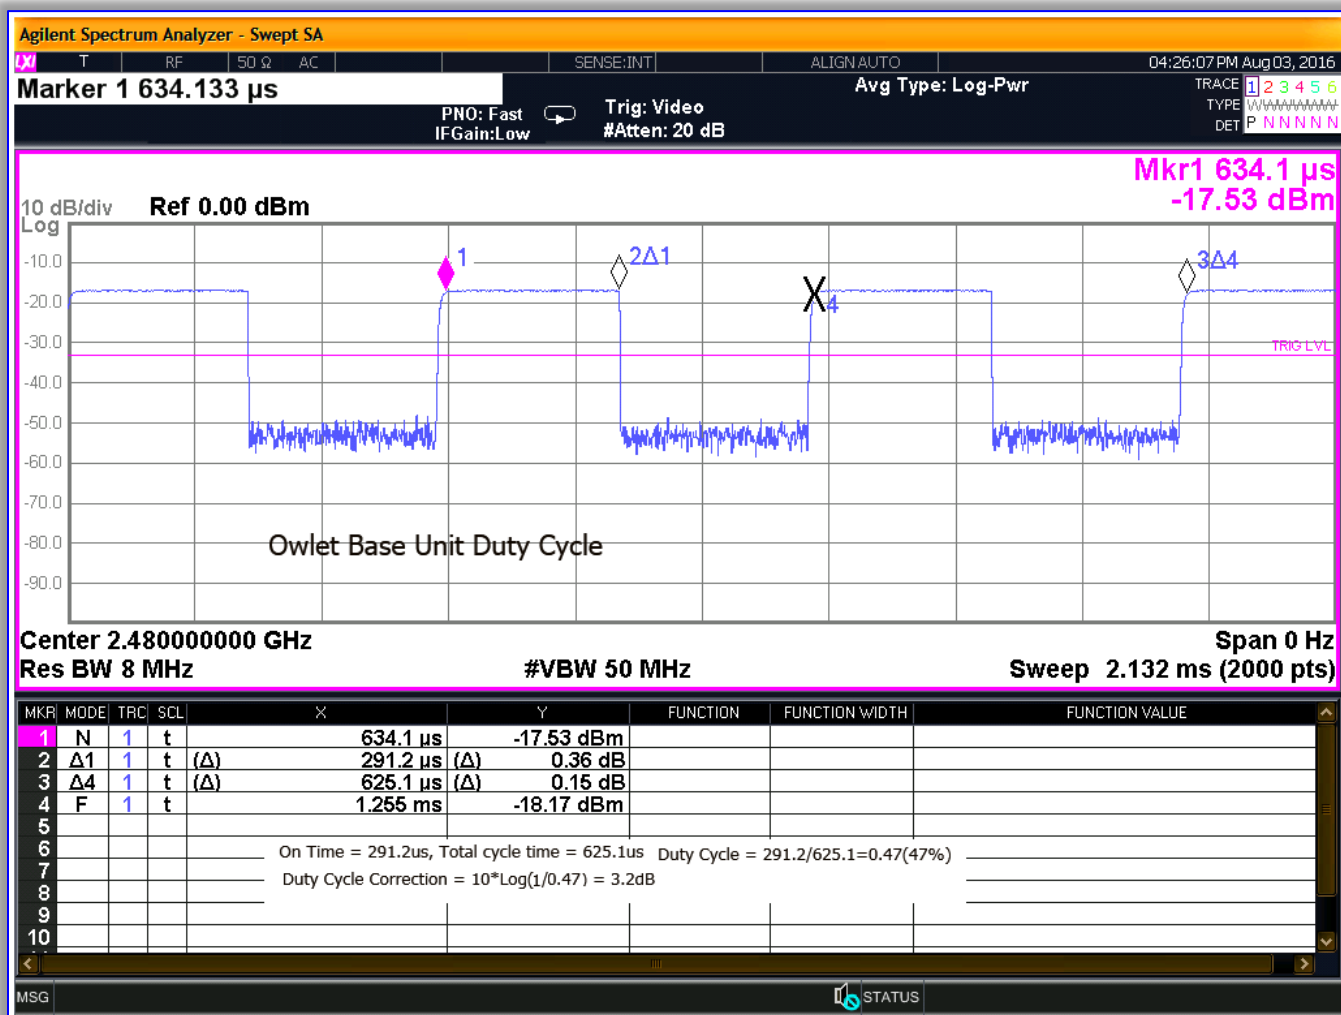 Agilent Spectrum Analyzer - Swept SA
LXI T RF 50 Ω AC SENSE:INT ALIGN AUTO 04:26:07 PM Aug 03, 2016
Marker 1 634.133 µs
PNO: Fast
IFGain:Low
Trig: Video
#Atten: 20 dB
Avg Type: Log-Pwr
TRACE 1 2 3 4 5 6
TYPE
DET P N N N N N
Mkr1 634.1 µs
-17.53 dBm
10 dB/div Ref 0.00 dBm
Log
1 2Δ1 3Δ4
-10.0
4
-20.0
-30.0
TRIG LVL
-40.0
-50.0
-60.0
-70.0
-80.0
Owlet Base Unit Duty Cycle
-90.0
Center 2.480000000 GHz Span 0 Hz
Res BW 8 MHz #VBW 50 MHz Sweep 2.132 ms (2000 pts)
MKR MODE TRC SCL X Y FUNCTION FUNCTION WIDTH FUNCTION VALUE
1 N 1 t 634.1 µs -17.53 dBm
2 Δ1 1 t (Δ) 291.2 µs (Δ) 0.36 dB
3 Δ4 1 t (Δ) 625.1 µs (Δ) 0.15 dB
4 F 1 t 1.255 ms -18.17 dBm
5
6
On Time = 291.2us, Total cycle time = 625.1us Duty Cycle = 291.2/625.1=0.47(47%)
7
Duty Cycle Correction = 10*Log(1/0.47) = 3.2dB
8
9
10
MSG STATUS